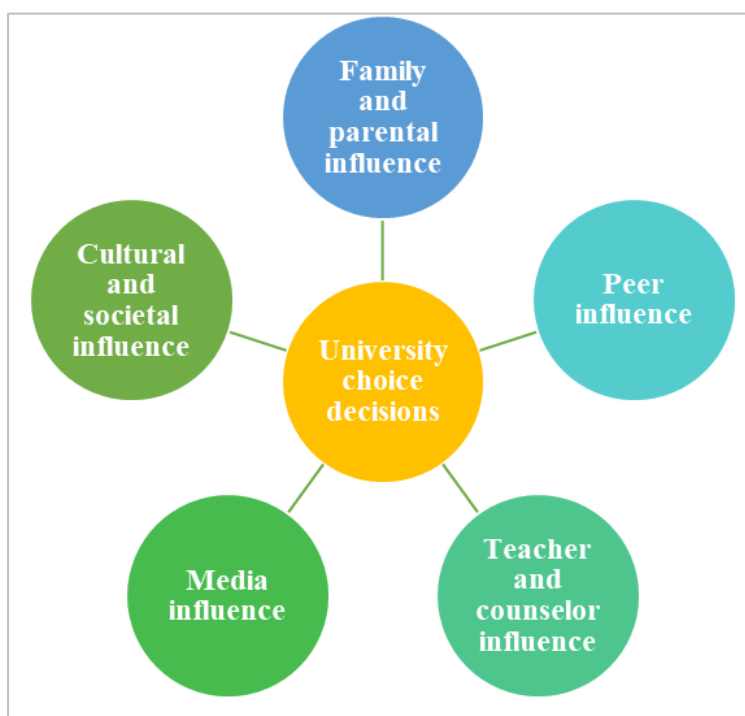 Family
and
parental
influence
Peer
influence
Teacher
and
counselor
influence
Media
influence
Cultural
and
societal
influence
University
choice
decisions